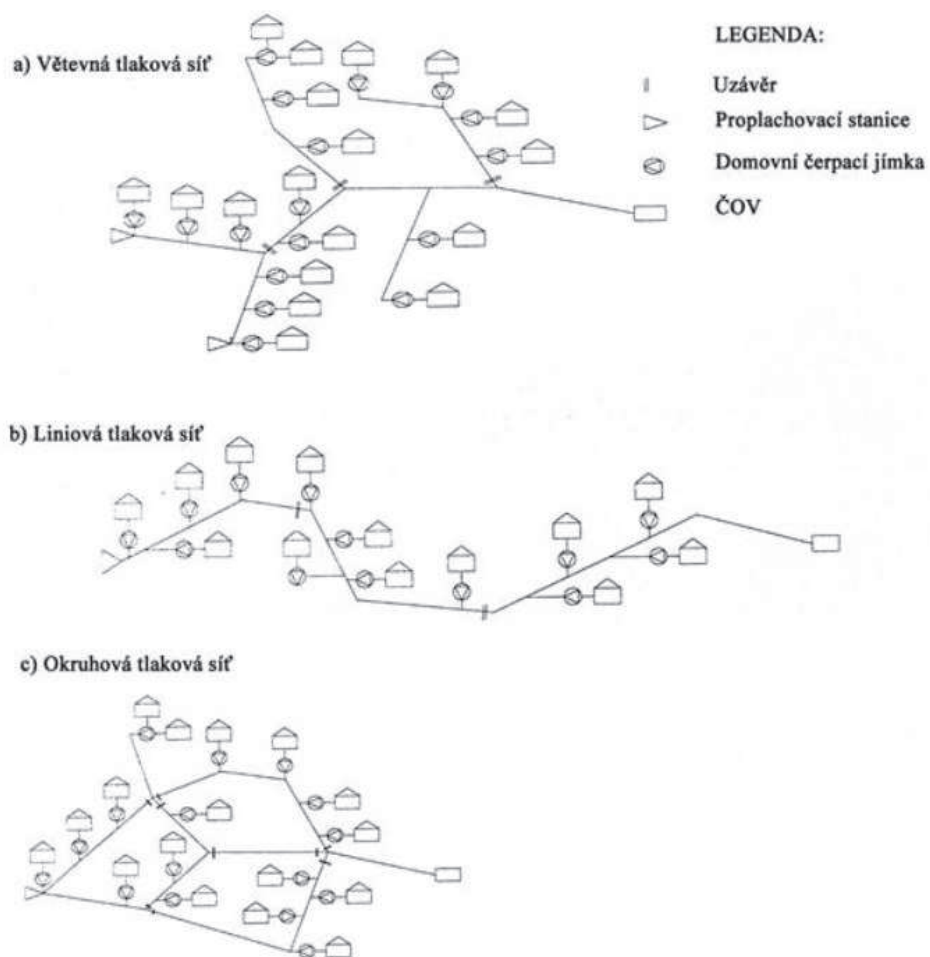 a) Větevná tlaková síť
LEGENDA:
Uzávěr
Proplachovací stanice
Domovní čerpací jímka
ČOV
b) Liniová tlaková síť
c) Okruhová tlaková síť